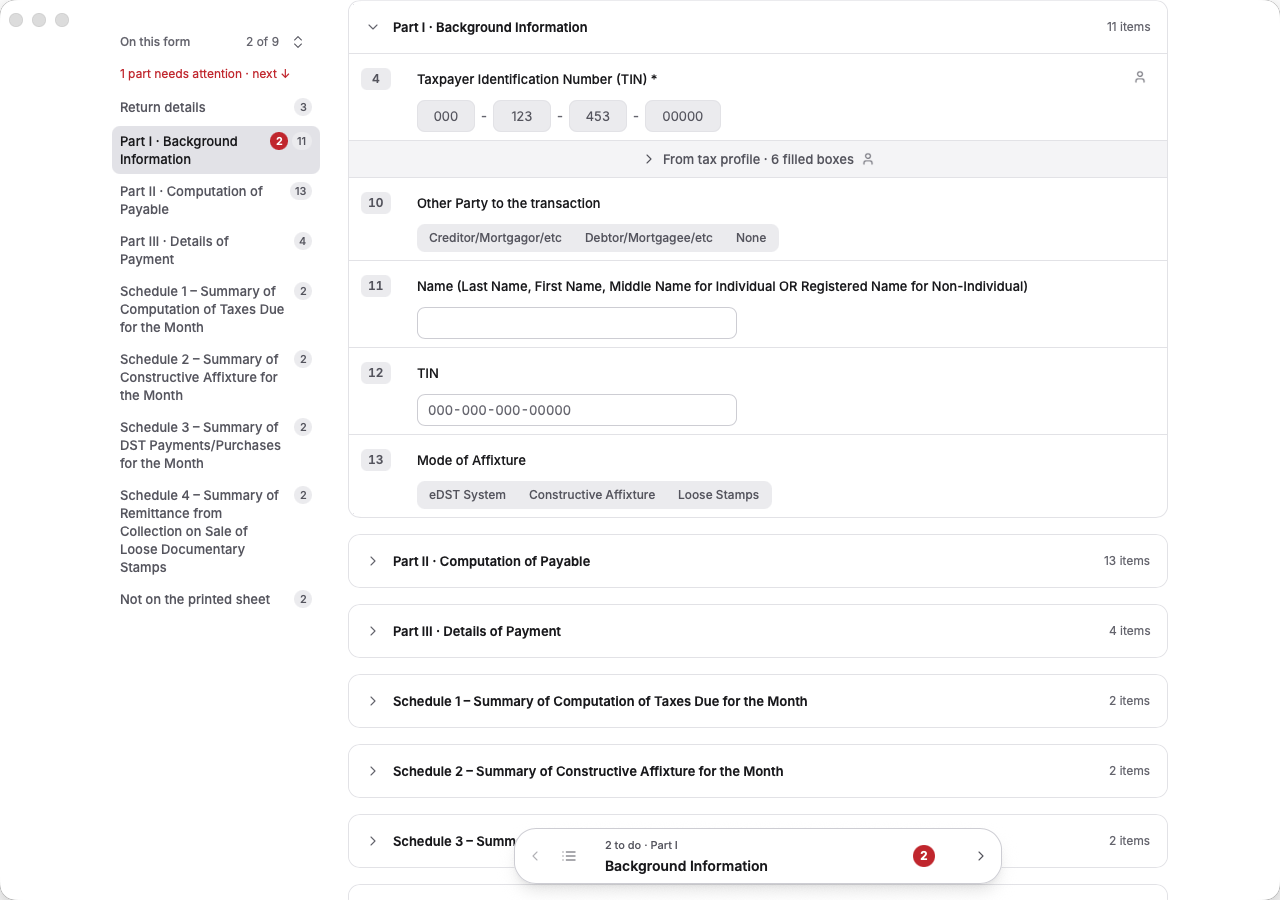 On this form
2 of 9
1 part needs attention · next ↓
Return details
3
Part I · Background
Information
2
11
Part II · Computation of
Payable
13
Part III · Details of
Payment
4
Schedule 1 – Summary of
Computation of Taxes Due
for the Month
2
Schedule 2 – Summary of
Constructive Affixture for
the Month
2
Schedule 3 – Summary of
DST Payments/Purchases
for the Month
2
Schedule 4 – Summary of
Remittance from
Collection on Sale of
Loose Documentary
Stamps
2
Not on the printed sheet
2
Part I · Background Information
11 items
4
Taxpayer Identification Number (TIN) *
000 - 123 - 453 - 00000
From tax profile · 6 filled boxes
10
Other Party to the transaction
Creditor/Mortgagor/etc
Debtor/Mortgagee/etc
None
11
Name (Last Name, First Name, Middle Name for Individual OR Registered Name for Non-Individual)
12
TIN
000-000-000-00000
13
Mode of Affixture
eDST System
Constructive Affixture
Loose Stamps
Part II · Computation of Payable
13 items
Part III · Details of Payment
4 items
Schedule 1 – Summary of Computation of Taxes Due for the Month
2 items
Schedule 2 – Summary of Constructive Affixture for the Month
2 items
Schedule 3 – Summ
2 items
2 to do · Part I
Background Information
2